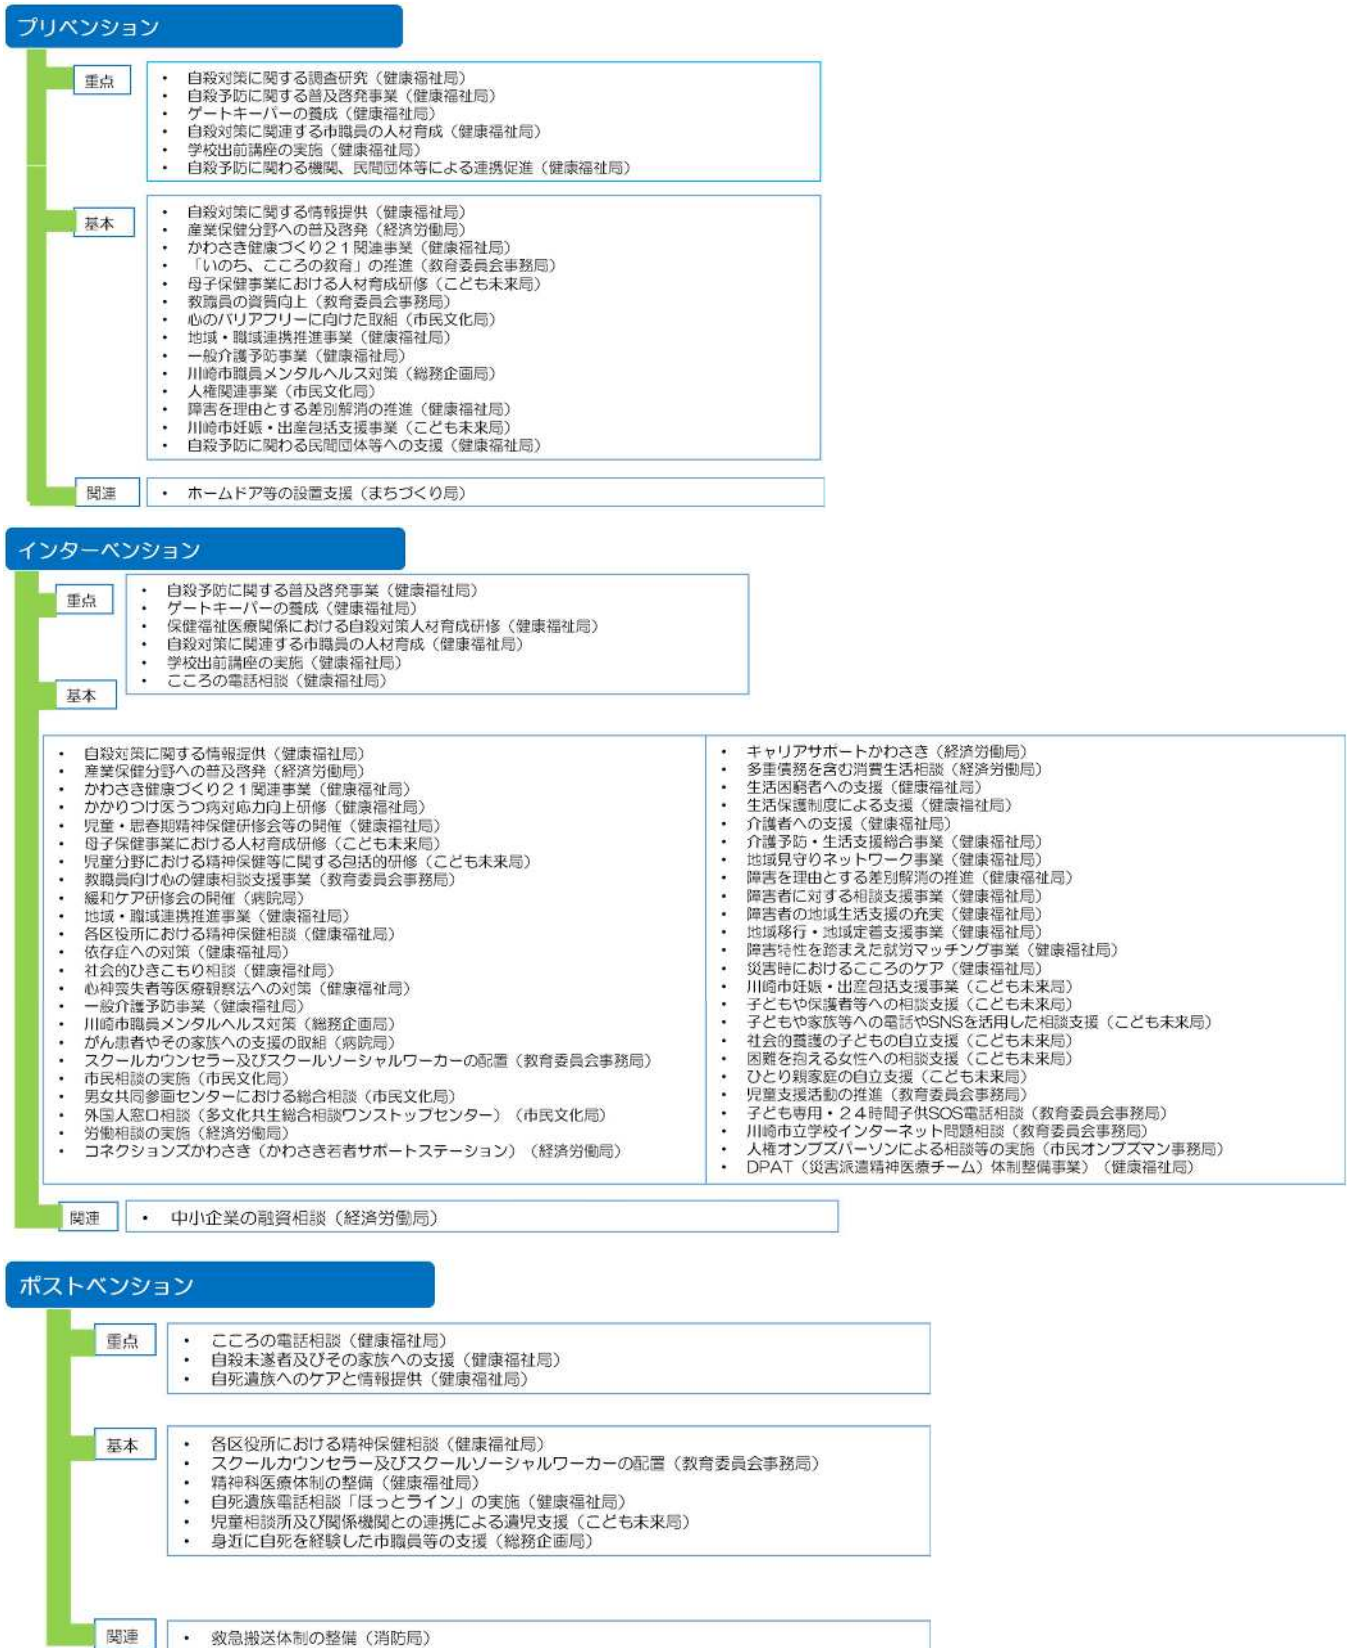 プリベンション
重点
・ 自殺対策に関する調査研究（健康福祉局）
・ 自殺予防に関する普及啓発事業（健康福祉局）
・ ゲートキーパーの養成（健康福祉局）
・ 自殺対策に関連する市職員の人材育成（健康福祉局）
・ 学校出前講座の実施（健康福祉局）
・ 自殺予防に関わる機関、民間団体等による連携促進（健康福祉局）
基本
・ 自殺対策に関する情報提供（健康福祉局）
・ 産業保健分野への普及啓発（経済労働局）
・ かわさき健康づくり２１関連事業（健康福祉局）
・ 「いのち、こころの教育」の推進（教育委員会事務局）
・ 母子保健事業における人材育成研修（こども未来局）
・ 教職員の資質向上（教育委員会事務局）
・ 心のバリアフリーに向けた取組（市民文化局）
・ 地域・職域連携推進事業（健康福祉局）
・ 一般介護予防事業（健康福祉局）
・ 川崎市職員メンタルヘルス対策（総務企画局）
・ 人権関連事業（市民文化局）
・ 障害を理由とする差別解消の推進（健康福祉局）
・ 川崎市妊娠・出産包括支援事業（こども未来局）
・ 自殺予防に関わる民間団体等への支援（健康福祉局）
関連
・ ホームドア等の設置支援（まちづくり局）
インターベンション
重点
・ 自殺予防に関する普及啓発事業（健康福祉局）
・ ゲートキーパーの養成（健康福祉局）
・ 保健福祉医療関係における自殺対策人材育成研修（健康福祉局）
・ 自殺対策に関連する市職員の人材育成（健康福祉局）
・ 学校出前講座の実施（健康福祉局）
・ こころの電話相談（健康福祉局）
基本
・ 自殺対策に関する情報提供（健康福祉局）
・ 産業保健分野への普及啓発（経済労働局）
・ かわさき健康づくり２１関連事業（健康福祉局）
・ かかりつけ医うつ病対応力向上研修（健康福祉局）
・ 児童・思春期精神保健研修会等の開催（健康福祉局）
・ 母子保健事業における人材育成研修（こども未来局）
・ 児童分野における精神保健等に関する包括的研修（こども未来局）
・ 教職員向け心の健康相談支援事業（教育委員会事務局）
・ 緩和ケア研修会の開催（病院局）
・ 地域・職域連携推進事業（健康福祉局）
・ 各区役所における精神保健相談（健康福祉局）
・ 依存症への対策（健康福祉局）
・ 社会的ひきこもり相談（健康福祉局）
・ 心神喪失者等医療観察法への対策（健康福祉局）
・ 一般介護予防事業（健康福祉局）
・ 川崎市職員メンタルヘルス対策（総務企画局）
・ がん患者やその家族への支援の取組（病院局）
・ スクールカウンセラー及びスクールソーシャルワーカーの配置（教育委員会事務局）
・ 市民相談の実施（市民文化局）
・ 男女共同参画センターにおける総合相談（市民文化局）
・ 外国人窓口相談（多文化共生総合相談ワンストップセンター）（市民文化局）
・ 労働相談の実施（経済労働局）
・ コネクションズかわさき（かわさき若者サポートステーション）（経済労働局）
・ キャリアサポートかわさき（経済労働局）
・ 多重債務を含む消費生活相談（経済労働局）
・ 生活困窮者への支援（健康福祉局）
・ 生活保護制度による支援（健康福祉局）
・ 介護者への支援（健康福祉局）
・ 介護予防・生活支援総合事業（健康福祉局）
・ 地域見守りネットワーク事業（健康福祉局）
・ 障害を理由とする差別解消の推進（健康福祉局）
・ 障害者に対する相談支援事業（健康福祉局）
・ 障害者の地域生活支援の充実（健康福祉局）
・ 地域移行・地域定着支援事業（健康福祉局）
・ 障害特性を踏まえた就労マッチング事業（健康福祉局）
・ 災害時におけるこころのケア（健康福祉局）
・ 川崎市妊娠・出産包括支援事業（こども未来局）
・ 子どもや保護者等への相談支援（こども未来局）
・ 子どもや家族等への電話やSNSを活用した相談支援（こども未来局）
・ 社会的養護の子どもの自立支援（こども未来局）
・ 困難を抱える女性への相談支援（こども未来局）
・ ひとり親家庭の自立支援（こども未来局）
・ 児童支援活動の推進（教育委員会事務局）
・ 子ども専用・２４時間子供SOS電話相談（教育委員会事務局）
・ 川崎市立学校インターネット問題相談（教育委員会事務局）
・ 人権オンブズパーソンによる相談等の実施（市民オンブズマン事務局）
・ DPAT（災害派遣精神医療チーム）体制整備事業）（健康福祉局）
関連
・ 中小企業の融資相談（経済労働局）
ポストベンション
重点
・ こころの電話相談（健康福祉局）
・ 自殺未遂者及びその家族への支援（健康福祉局）
・ 自死遺族へのケアと情報提供（健康福祉局）
基本
・ 各区役所における精神保健相談（健康福祉局）
・ スクールカウンセラー及びスクールソーシャルワーカーの配置（教育委員会事務局）
・ 精神科医療体制の整備（健康福祉局）
・ 自死遺族電話相談「ほっとライン」の実施（健康福祉局）
・ 児童相談所及び関係機関との連携による遺児支援（こども未来局）
・ 身近に自死を経験した市職員等の支援（総務企画局）
関連
・ 救急搬送体制の整備（消防局）